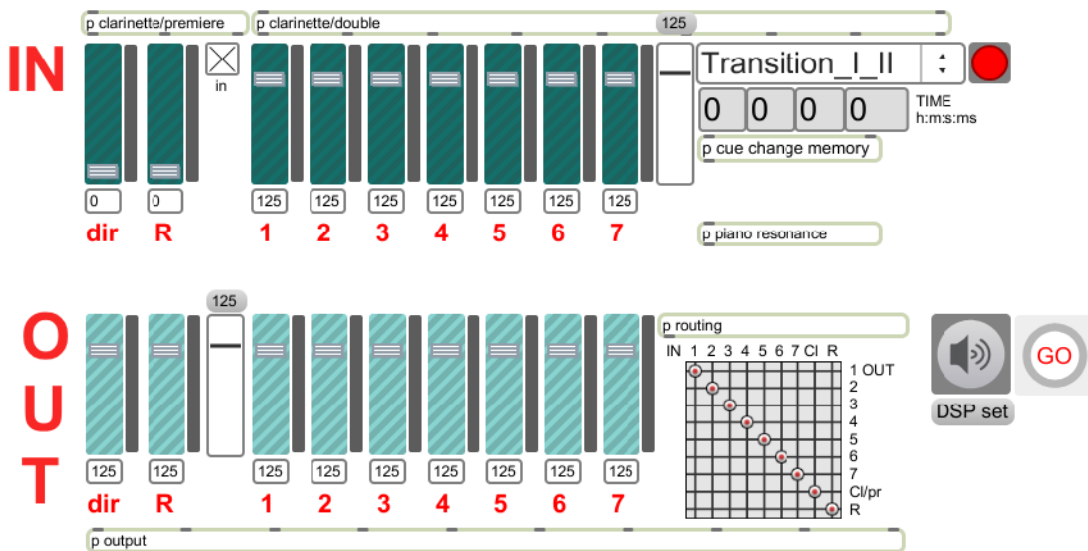 p clarinette/premiere p clarinette/double 125
IN
Transition_I_II
in
0 0 0 0 TIME
h:m:s:ms
p cue change memory
0 0 125 125 125 125 125 125 125
dir R 1 2 3 4 5 6 7
p piano resonance
125
OUT
p routing
IN 1 2 3 4 5 6 7 Cl R
1 OUT
2
3
4
5
6
7
Cl/pr
R
GO
DSP set
125 125 125 125 125 125 125 125 125
dir R 1 2 3 4 5 6 7
p output